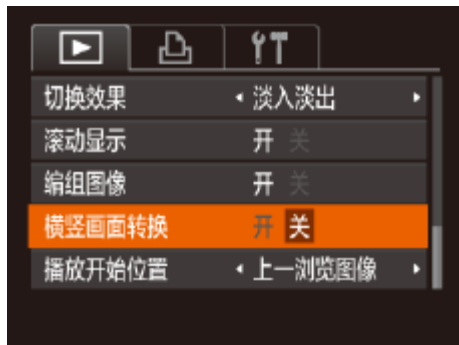 切换效果 淡入淡出
滚动显示 开 关
编组图像 开 关
横竖画面转换 开 关
播放开始位置 上一浏览图像